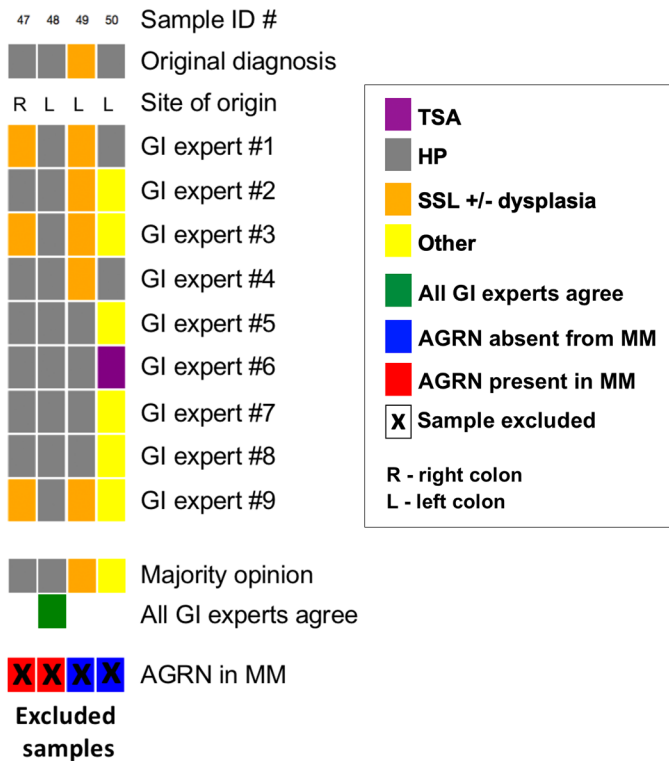 47 48 49 50 Sample ID #
Original diagnosis
R L L L Site of origin
GI expert #1
GI expert #2
GI expert #3
GI expert #4
GI expert #5
GI expert #6
GI expert #7
GI expert #8
GI expert #9
Majority opinion
All GI experts agree
X X X X AGRN in MM
Excluded
samples
TSA
HP
SSL +/- dysplasia
Other
All GI experts agree
AGRN absent from MM
AGRN present in MM
X Sample excluded
R - right colon
L - left colon